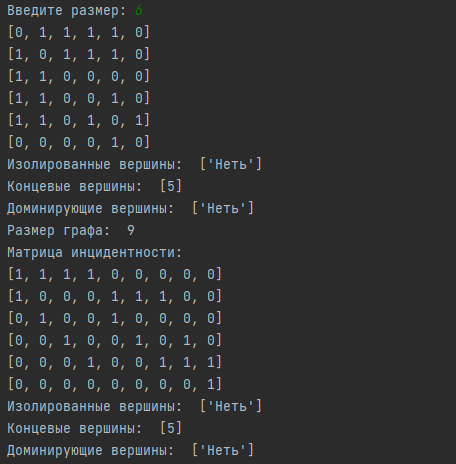 Введите размер: 6
[0, 1, 1, 1, 1, 0]
[1, 0, 1, 1, 1, 0]
[1, 1, 0, 0, 0, 0]
[1, 1, 0, 0, 1, 0]
[1, 1, 0, 1, 0, 1]
[0, 0, 0, 0, 1, 0]
Изолированные вершины:  ['Неть']
Концевые вершины:  [5]
Доминирующие вершины:  ['Неть']
Размер графа:  9
Матрица инцидентности:
[1, 1, 1, 1, 0, 0, 0, 0, 0]
[1, 0, 0, 0, 1, 1, 1, 0, 0]
[0, 1, 0, 0, 1, 0, 0, 0, 0]
[0, 0, 1, 0, 0, 1, 0, 1, 0]
[0, 0, 0, 1, 0, 0, 1, 1, 1]
[0, 0, 0, 0, 0, 0, 0, 0, 1]
Изолированные вершины:  ['Неть']
Концевые вершины:  [5]
Доминирующие вершины:  ['Неть']